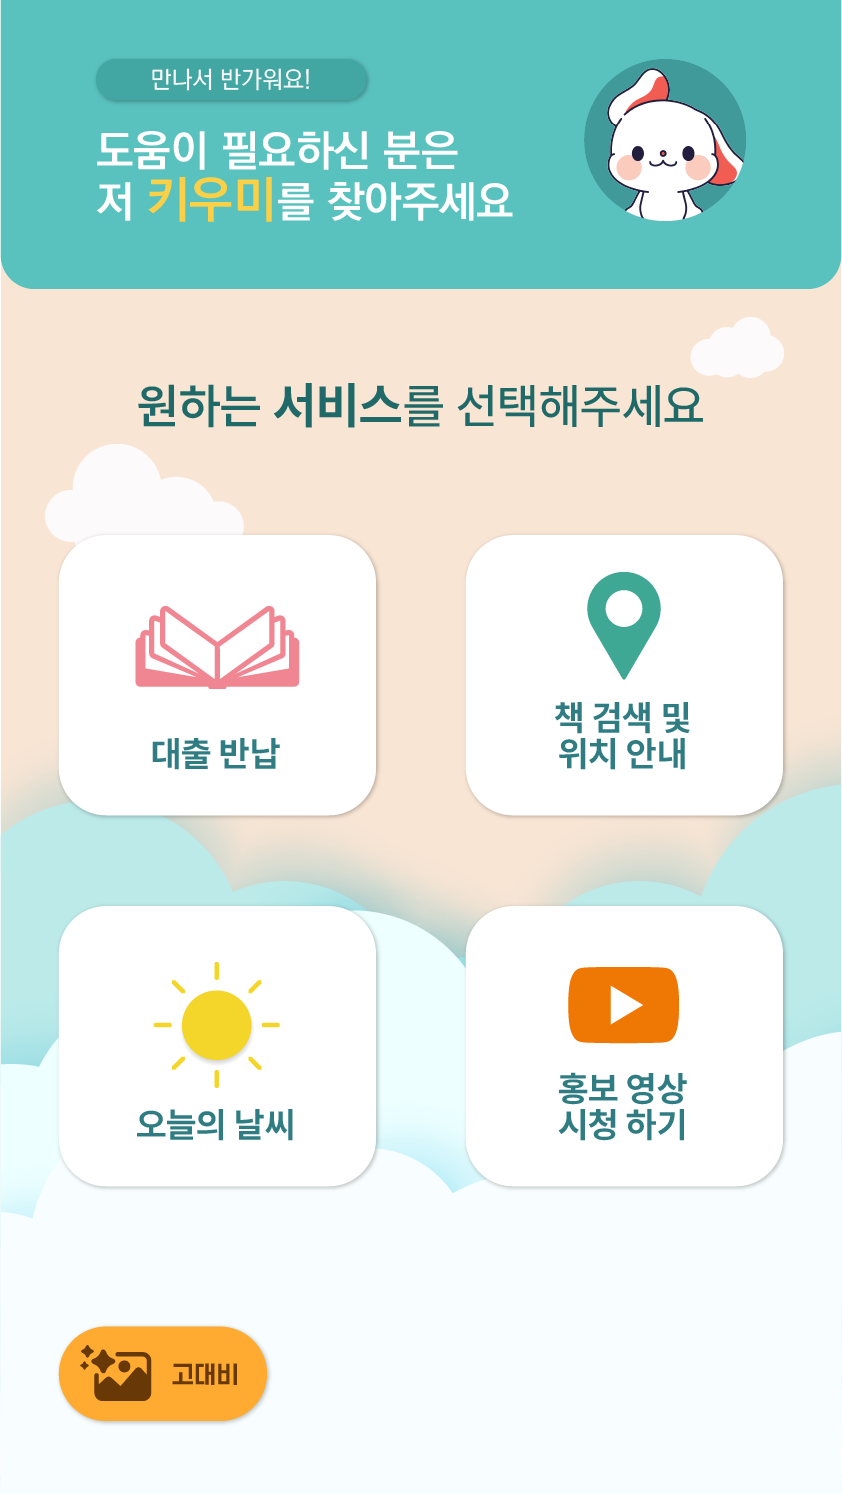 만나서 반가워요!
도움이 필요하신 분은
저 키우미를 찾아주세요
원하는 서비스를 선택해주세요
대출 반납
책 검색 및
위치 안내
오늘의 날씨
홍보 영상
시청 하기
고대비